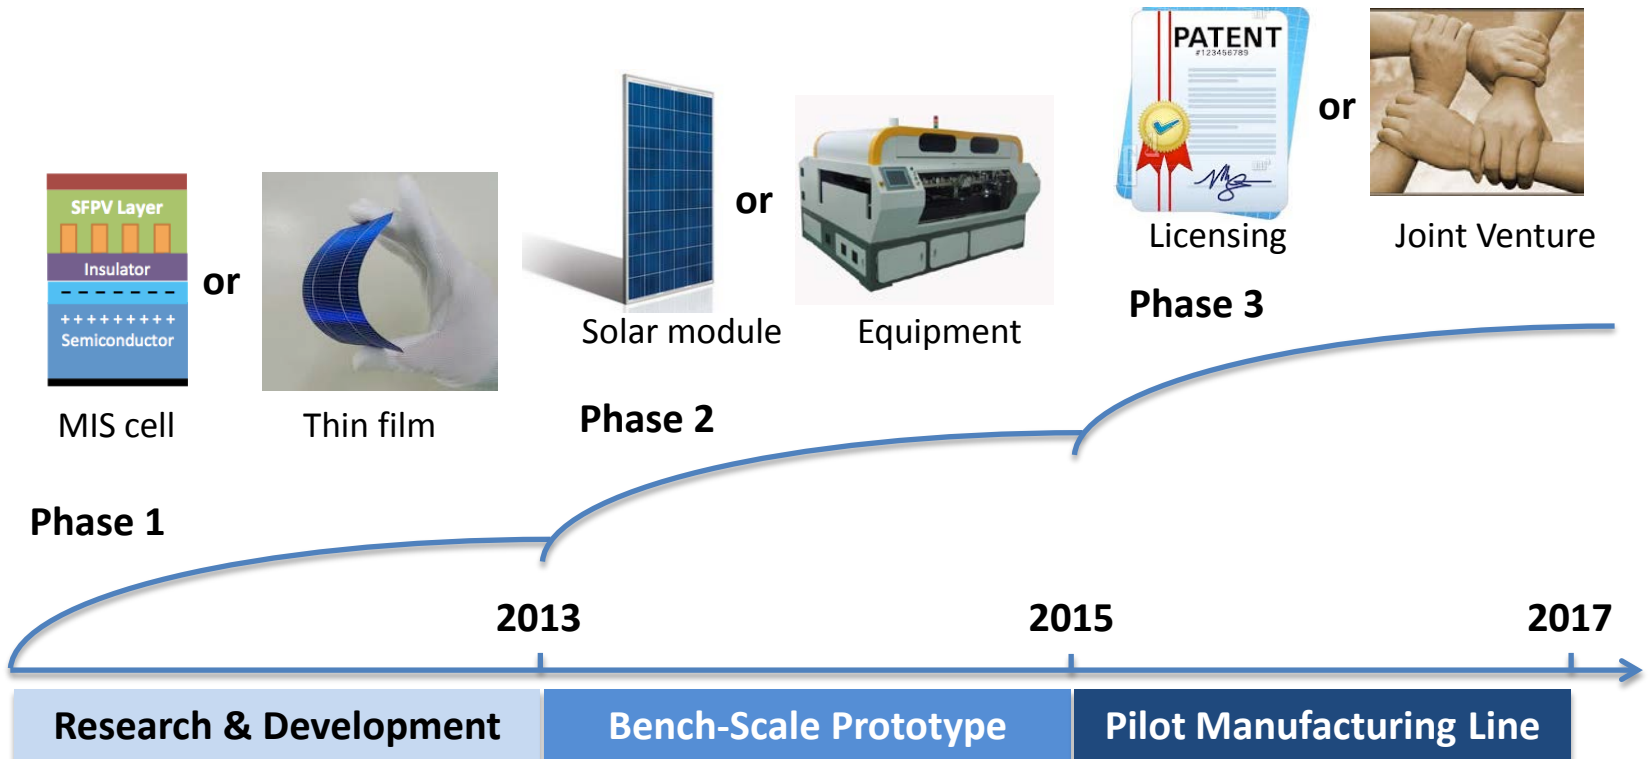 PATENT
#123456789
or
Licensing
Joint Venture
Phase 3
or
Solar module
Equipment
Phase 2
SFPV Layer
Insulator
- - - - - - -
+ + + + + + + + +
Semiconductor
or
MIS cell
Thin film
Phase 1
2013
2015
2017
Research & Development
Bench-Scale Prototype
Pilot Manufacturing Line